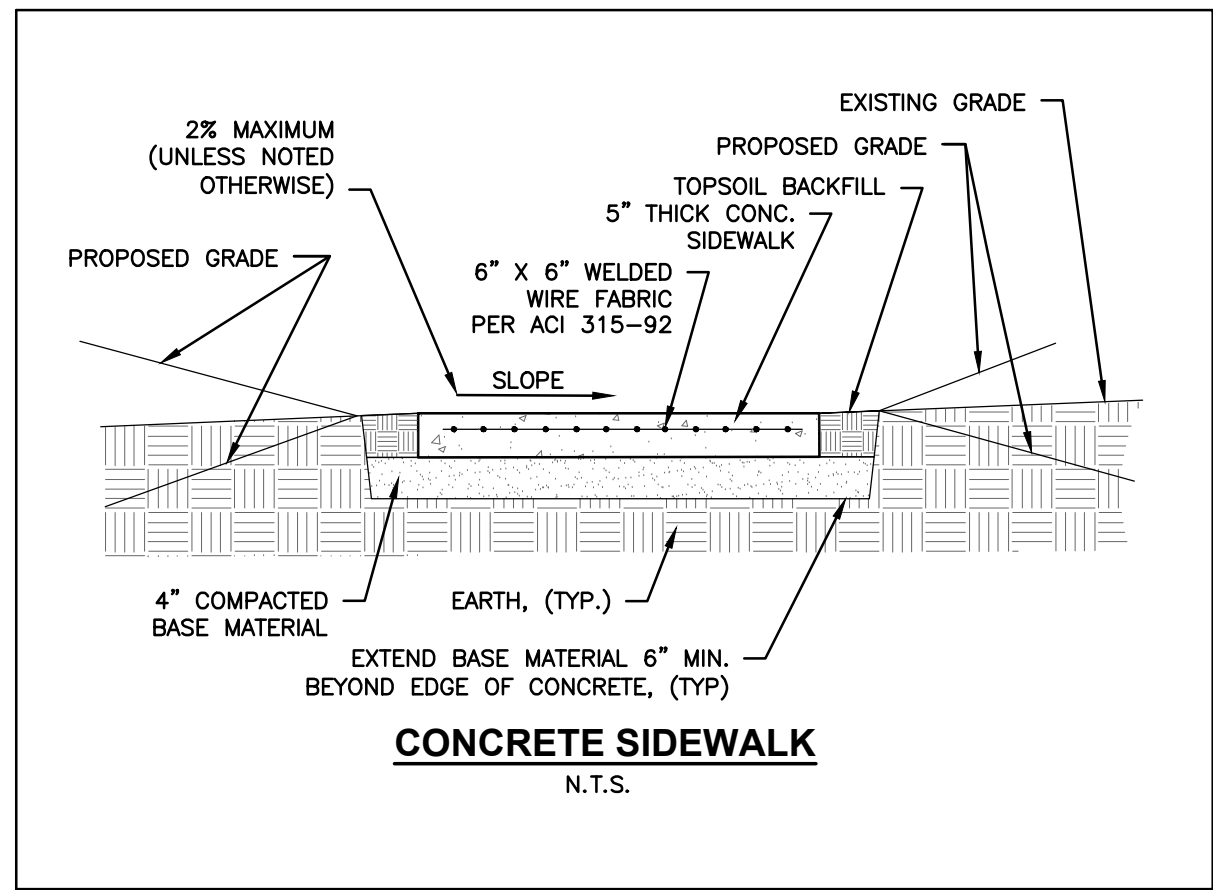 2% MAXIMUM
(UNLESS NOTED
OTHERWISE)
PROPOSED GRADE
EXISTING GRADE
PROPOSED GRADE
TOPSOIL BACKFILL
5" THICK CONC.
SIDEWALK
6" X 6" WELDED
WIRE FABRIC
PER ACI 315-92
SLOPE
4" COMPACTED
BASE MATERIAL
EARTH, (TYP.)
EXTEND BASE MATERIAL 6" MIN.
BEYOND EDGE OF CONCRETE, (TYP)
CONCRETE SIDEWALK
N.T.S.